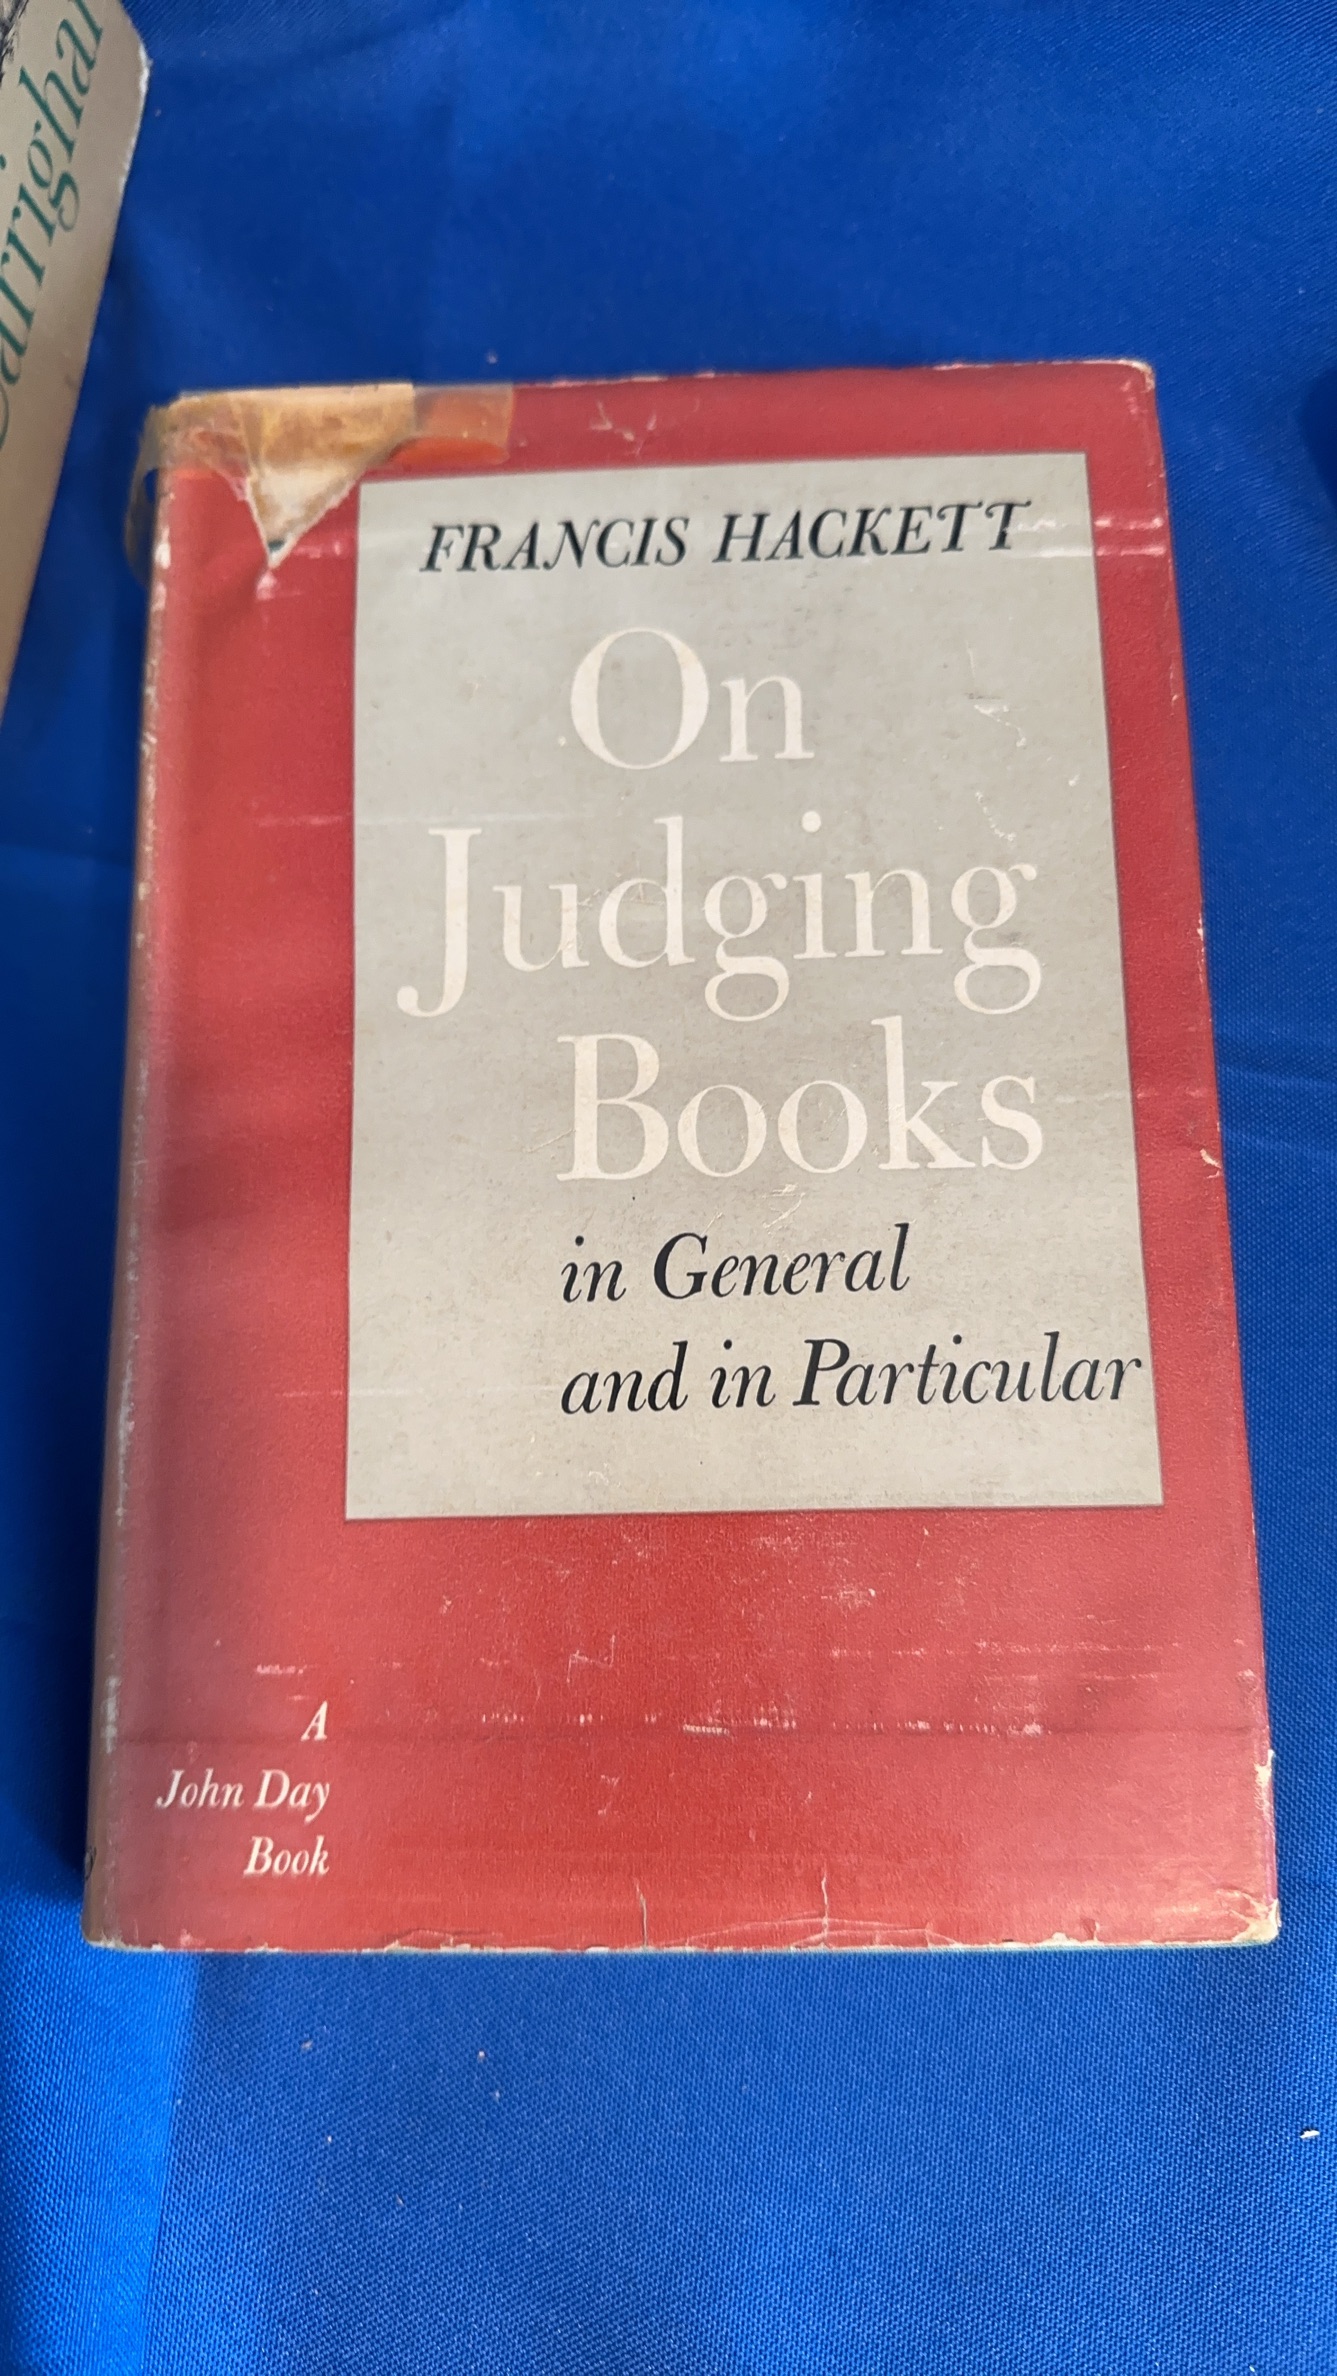 FRANCIS HACKETT
On
Judging
Books
in General
and in Particular
A
John Day
Book